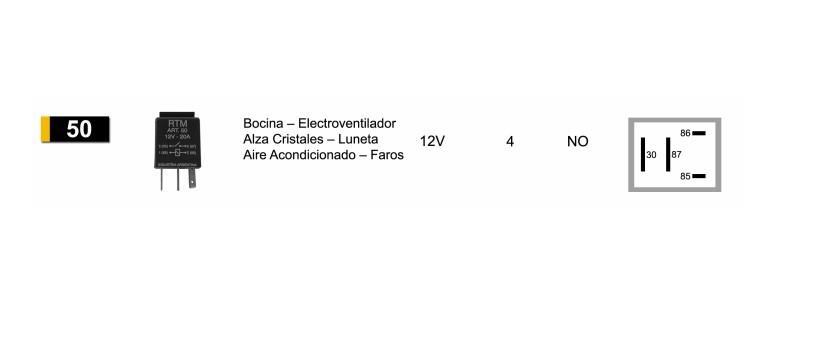 50
RTM
ART. 50
12V - 20A
INDUSTRIA ARGENTINA
Bocina – Electroventilador
Alza Cristales – Luneta
Aire Acondicionado – Faros
12V
4
NO
86
30
87
85